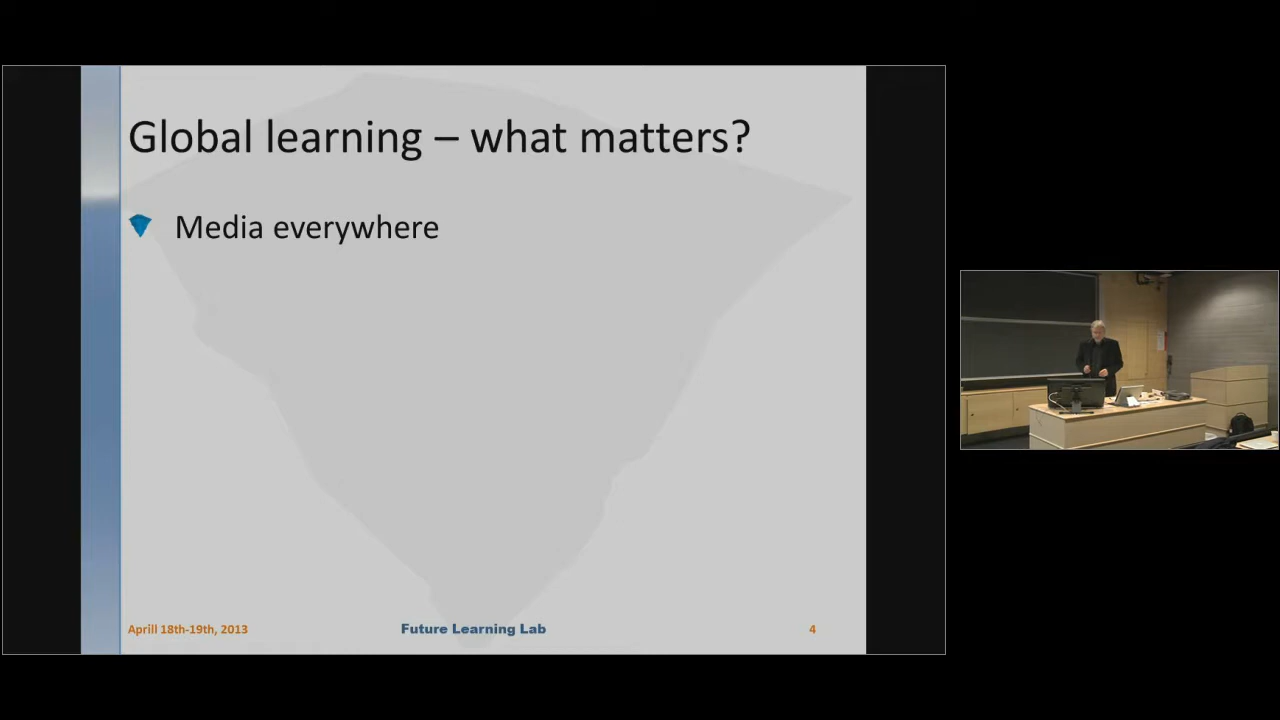 Global learning – what matters?
Media everywhere
Aprill 18th-19th, 2013
Future Learning Lab
4